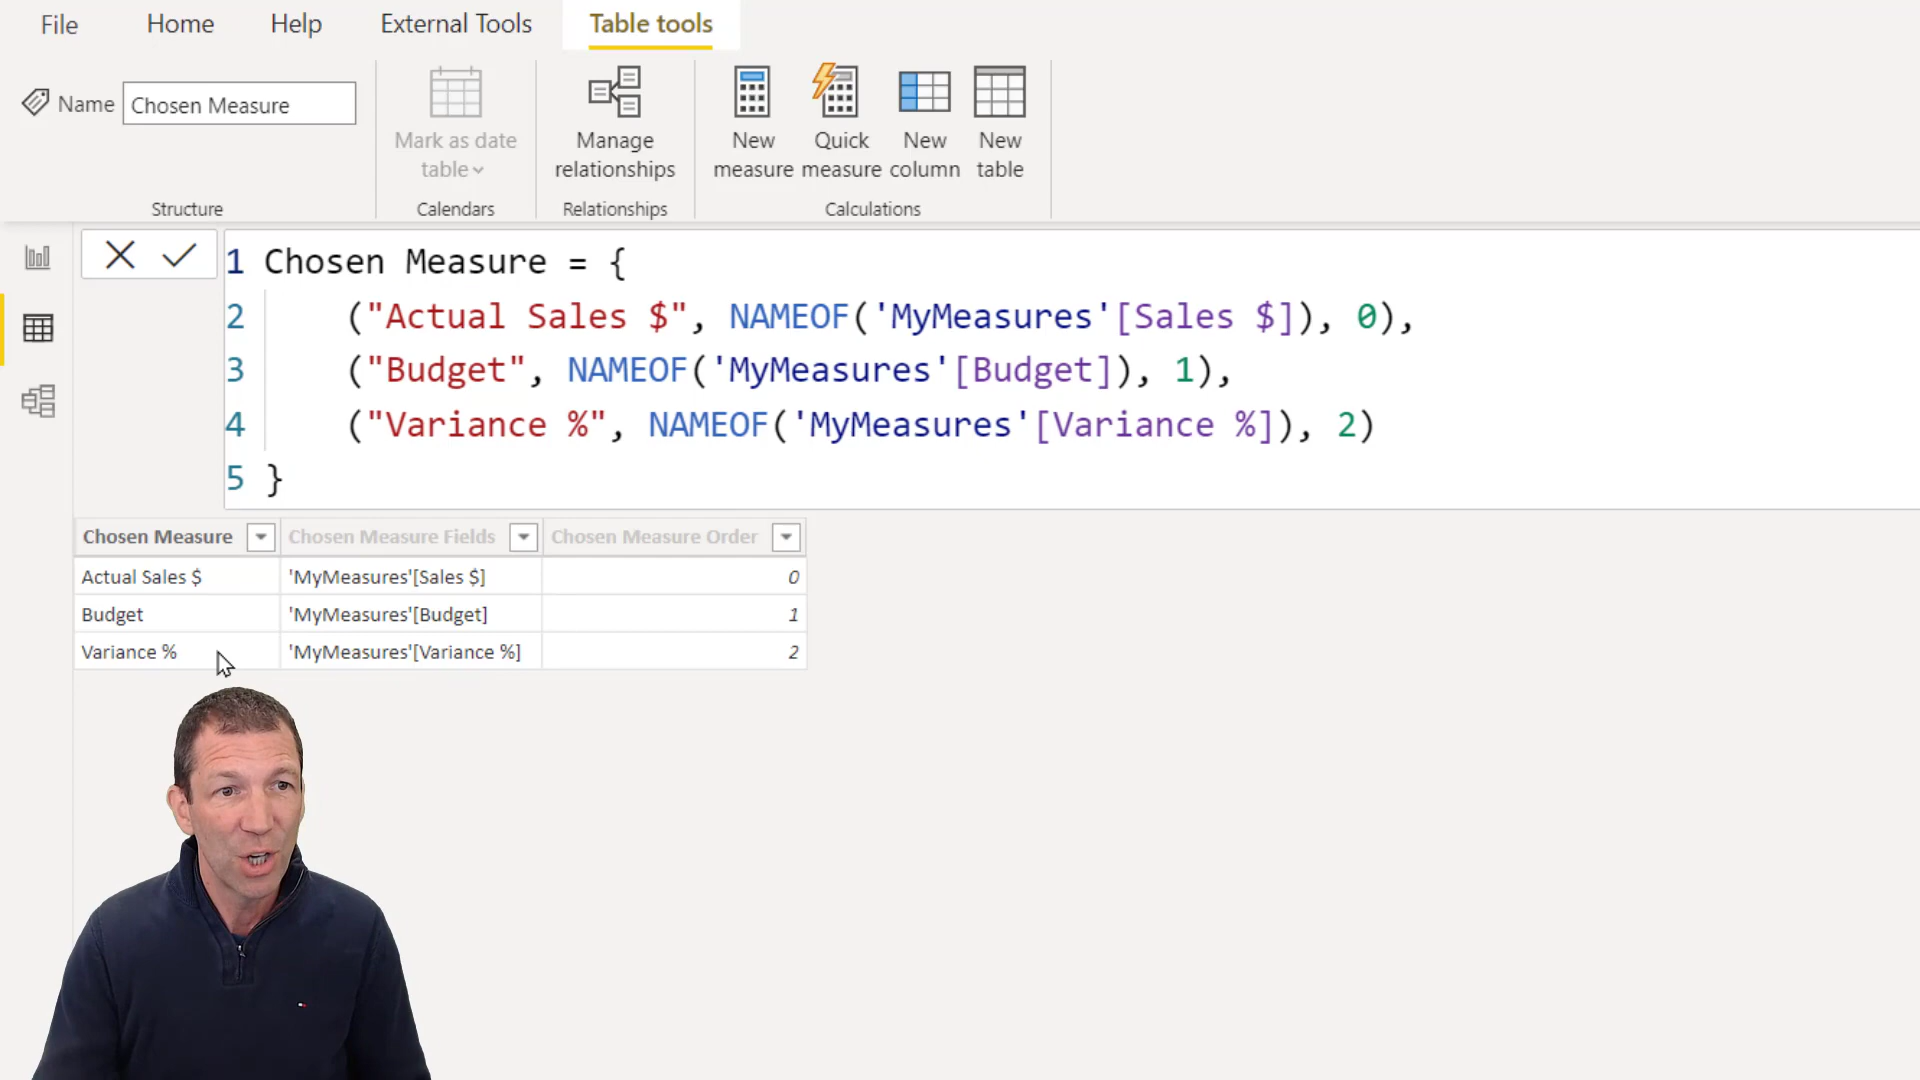 File Home Help External Tools Table tools
Name Chosen Measure
Mark as date table
Manage relationships
New measure
Quick measure
New column
New table
Structure Calendars Relationships Calculations
1 Chosen Measure = {
2 ("Actual Sales $", NAMEOF('MyMeasures'[Sales $]), 0),
3 ("Budget", NAMEOF('MyMeasures'[Budget]), 1),
4 ("Variance %", NAMEOF('MyMeasures'[Variance %]), 2)
5 }
Chosen Measure Chosen Measure Fields Chosen Measure Order
Actual Sales $ 'MyMeasures'[Sales $] 0
Budget 'MyMeasures'[Budget] 1
Variance % 'MyMeasures'[Variance %] 2